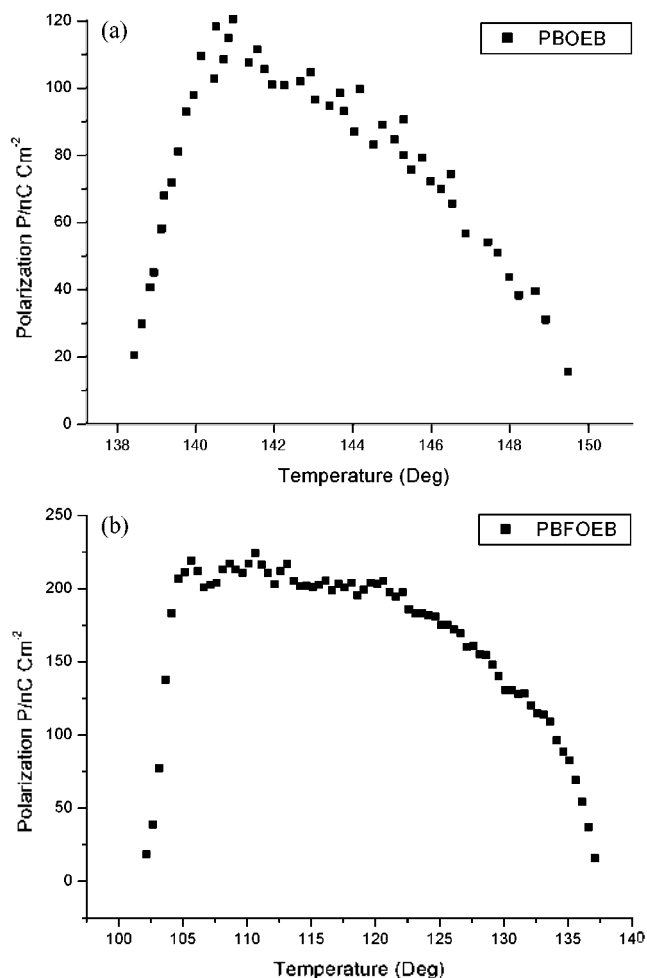 (a)
PBOEB
120
100
80
60
40
20
0
Polarization P/nC Cm-2
138 140 142 144 146 148 150
Temperature (Deg)
(b)
PBFOEB
250
200
150
100
50
0
Polarization P/nC Cm-2
100 105 110 115 120 125 130 135 140
Temperature (Deg)